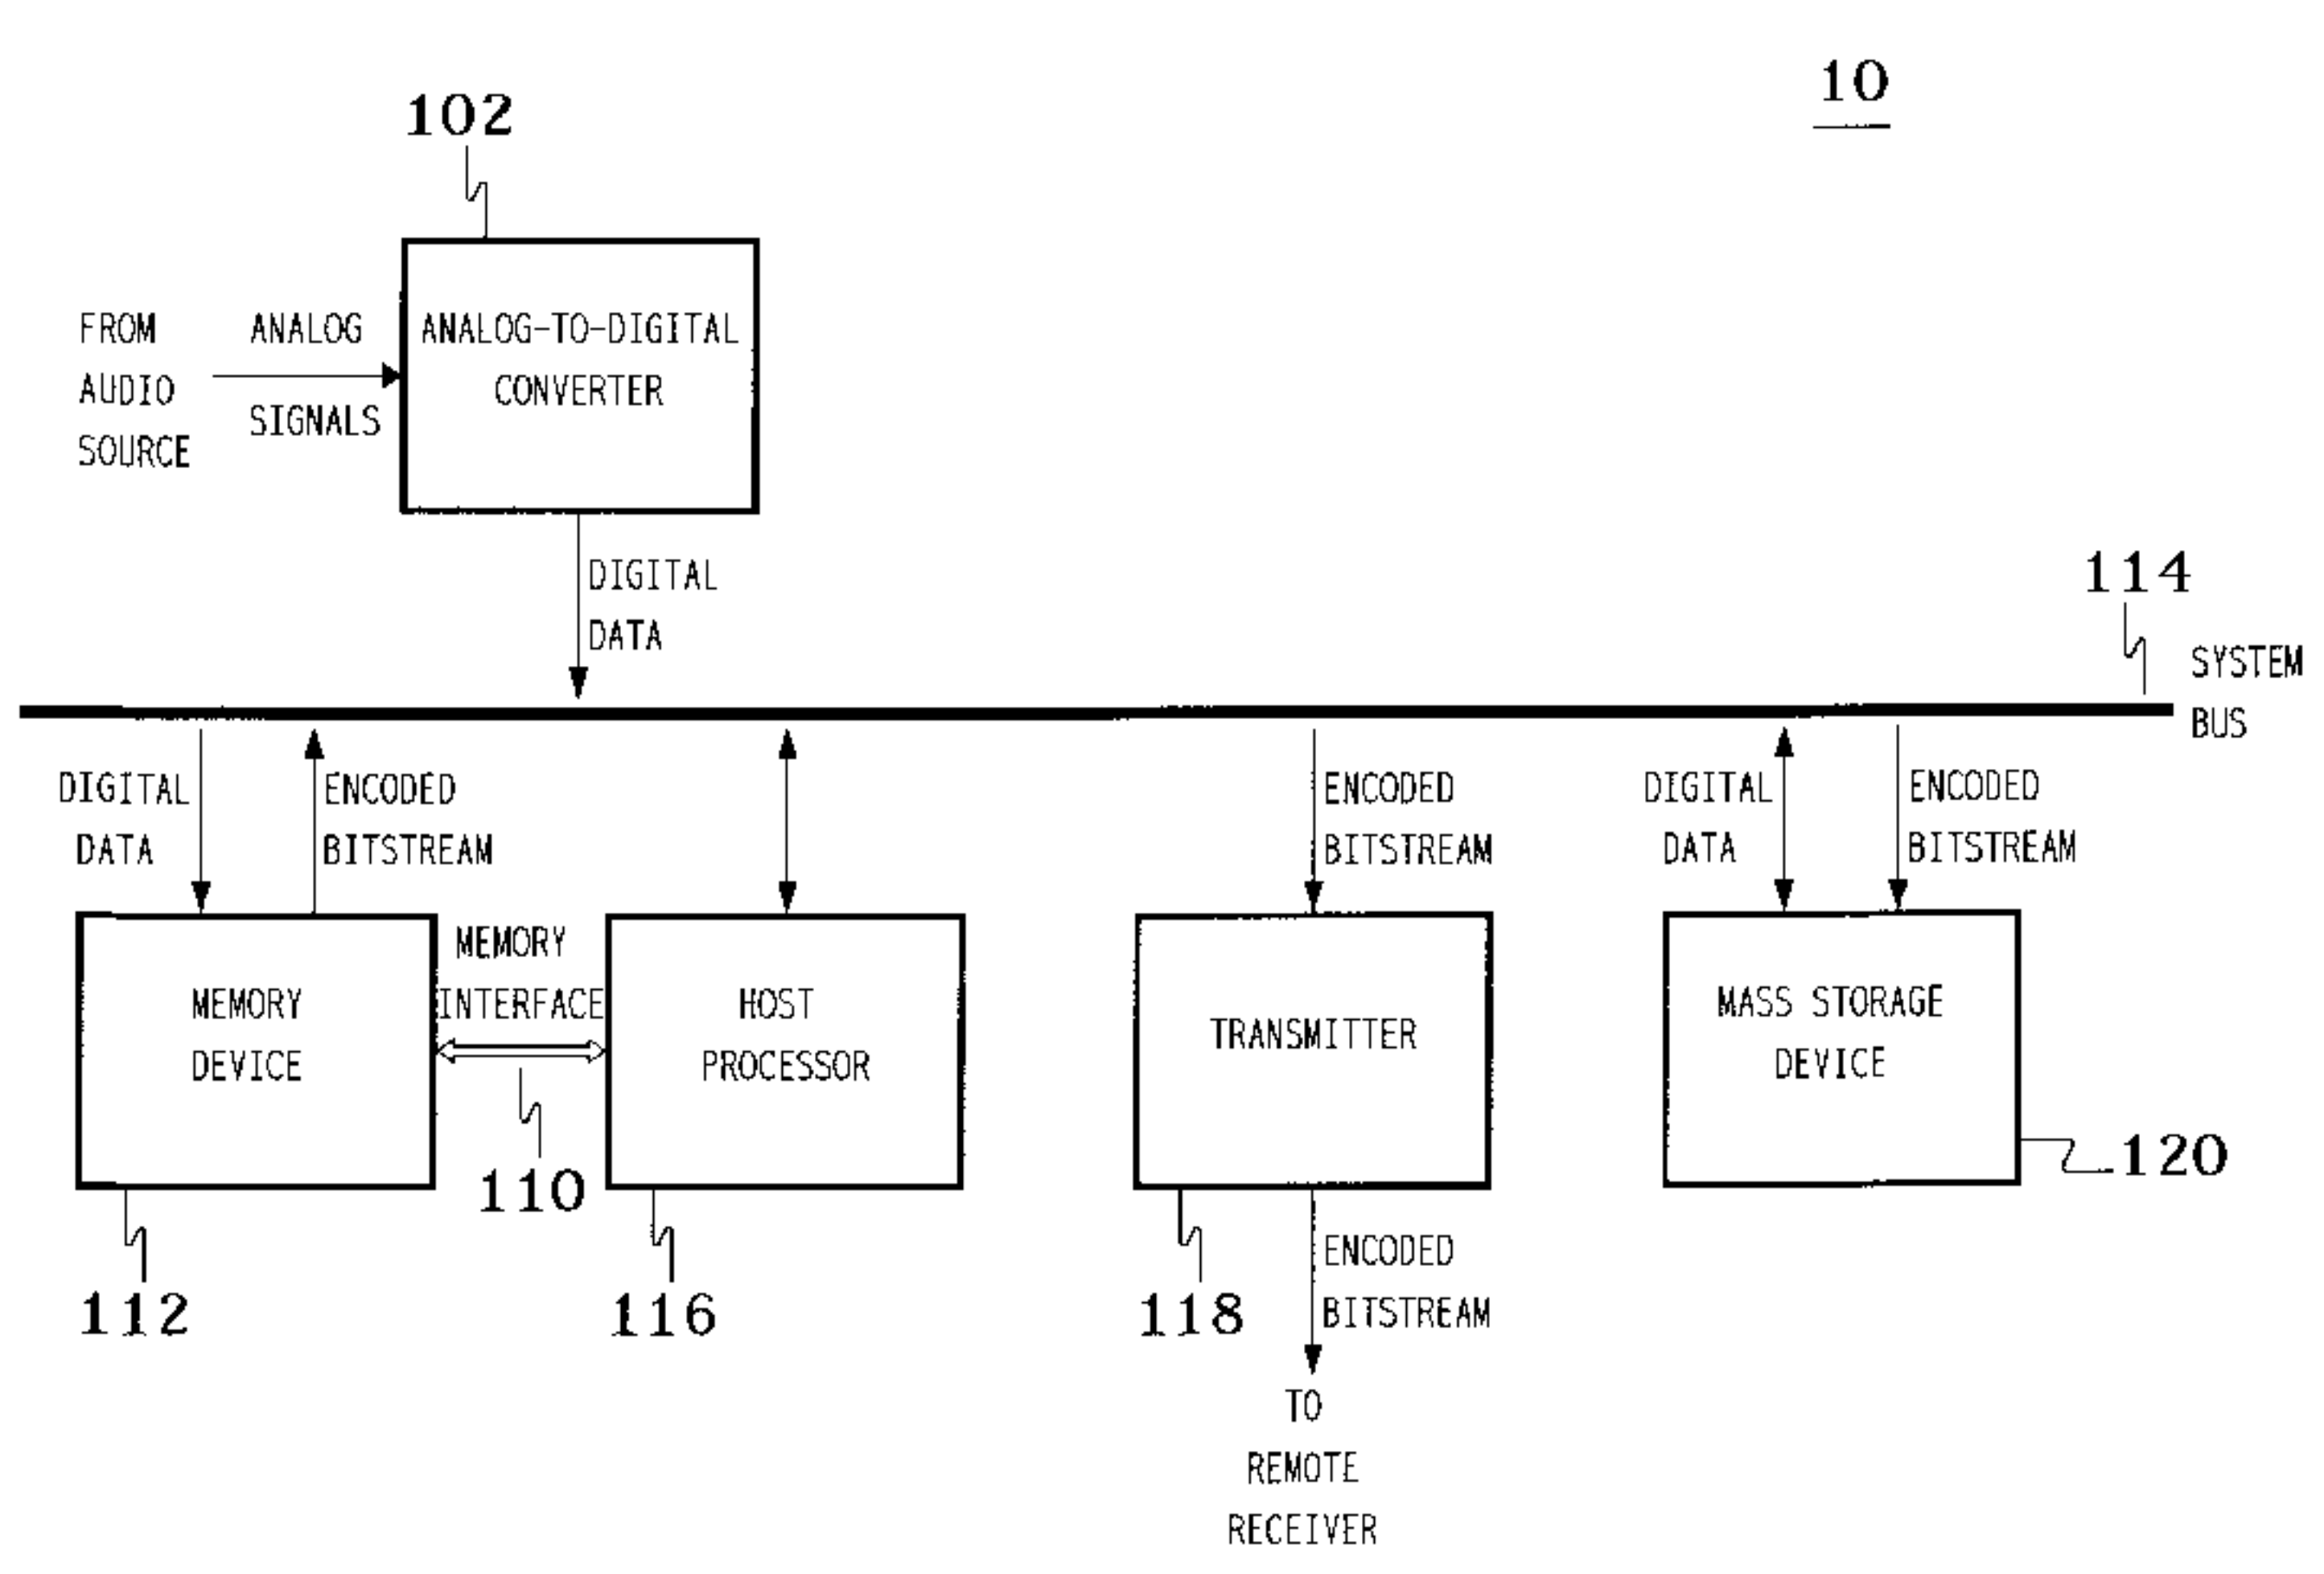 10
102
FROM
AUDIO
SOURCE
ANALOG
SIGNALS
ANALOG-TO-DIGITAL
CONVERTER
DIGITAL
DATA
114
SYSTEM
BUS
DIGITAL
DATA
ENCODED
BITSTREAM
ENCODED
BITSTREAM
DIGITAL
DATA
ENCODED
BITSTREAM
MEMORY
DEVICE
MEMORY
INTERFACE
HOST
PROCESSOR
TRANSMITTER
MASS STORAGE
DEVICE
110
120
112
116
118
ENCODED
BITSTREAM
TO
REMOTE
RECEIVER